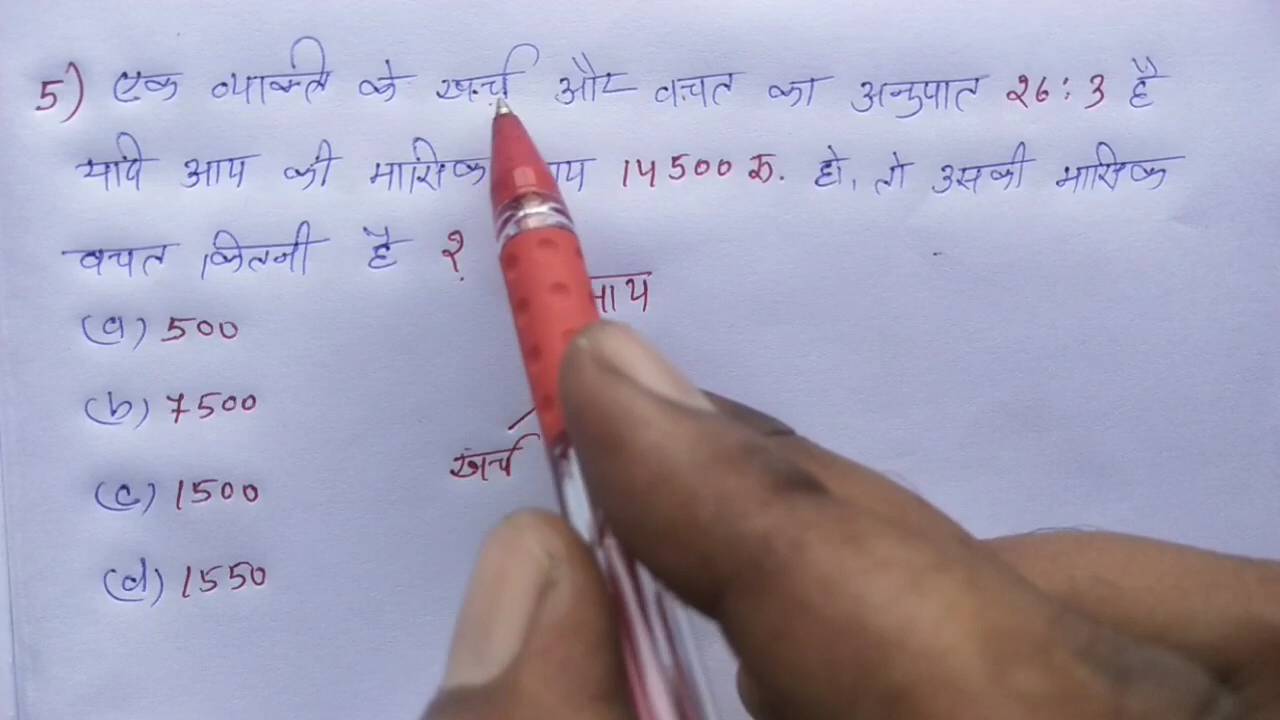 5) एक व्यक्ति के खर्च और बचत का अनुपात २6 : 3 है
यदि आय की मासिक 14500 रु. हो, तो उसकी मासिक
बचत कितनी है ?
(a) 500
(b) 7500
(c) 1500
(d) 1550
खर्च